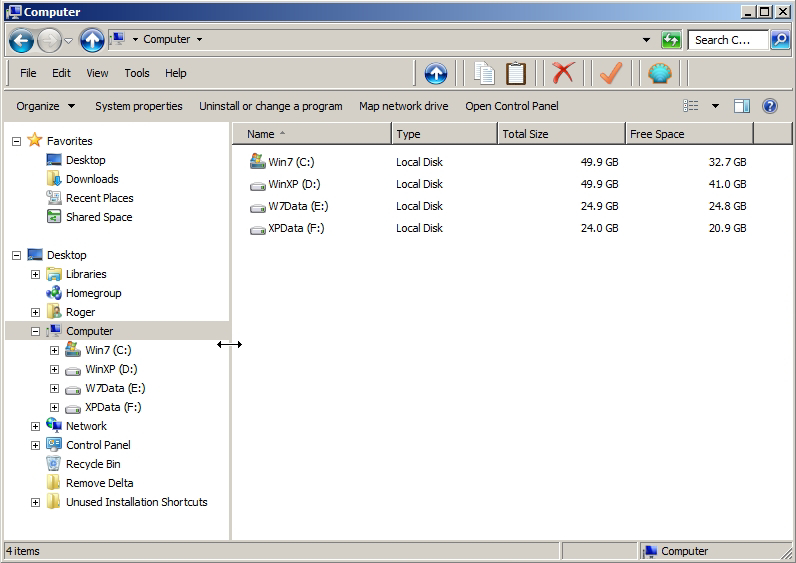 Computer
Computer
Search C...
File Edit View Tools Help
Organize System properties Uninstall or change a program Map network drive Open Control Panel
Favorites
Desktop
Downloads
Recent Places
Shared Space
Desktop
Libraries
Homegroup
Roger
Computer
Win7 (C:)
WinXP (D:)
W7Data (E:)
XPData (F:)
Network
Control Panel
Recycle Bin
Remove Delta
Unused Installation Shortcuts
Name Type Total Size Free Space
Win7 (C:) Local Disk 49.9 GB 32.7 GB
WinXP (D:) Local Disk 49.9 GB 41.0 GB
W7Data (E:) Local Disk 24.9 GB 24.8 GB
XPData (F:) Local Disk 24.0 GB 20.9 GB
4 items Computer